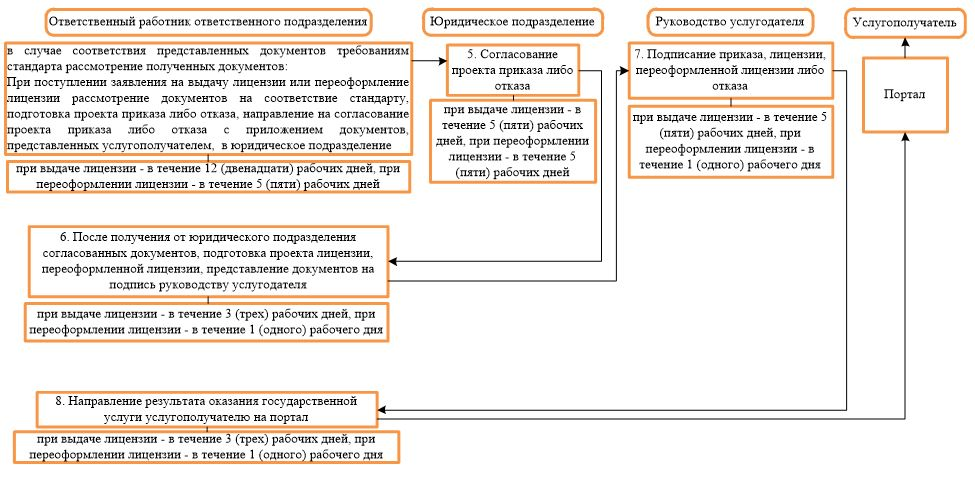 Ответственный работник ответственного подразделения
Юридическое подразделение
Руководство услугодателя
Услугополучатель
в случае соответствия представленных документов требованиям
стандарта рассмотрение полученных документов:
При поступлении заявления на выдачу лицензии или переоформление
лицензии рассмотрение документов на соответствие стандарту,
подготовка проекта приказа либо отказа, направление на согласование
проекта приказа либо отказа с приложением документов,
представленных услугополучателем, в юридическое подразделение
при выдаче лицензии - в течение 12 (двенадцати) рабочих дней, при
переоформлении лицензии - в течение 5 (пяти) рабочих дней
5. Согласование
проекта приказа либо
отказа
при выдаче лицензии - в
течение 5 (пяти) рабочих
дней, при переоформлении
лицензии - в течение 5
(пяти) рабочих дней
7. Подписание приказа, лицензии,
переоформленной лицензии либо
отказа
при выдаче лицензии - в течение 5
(пяти) рабочих дней, при
переоформлении лицензии - в
течение 1 (одного) рабочего дня
Портал
6. После получения от юридического подразделения
согласованных документов, подготовка проекта лицензии,
переоформленной лицензии, представление документов на
подпись руководству услугодателя
при выдаче лицензии - в течение 3 (трех) рабочих дней, при
переоформлении лицензии - в течение 1 (одного) рабочего дня
8. Направление результата оказания государственной
услуги услугополучателю на портал
при выдаче лицензии - в течение 3 (трех) рабочих дней, при
переоформлении лицензии - в течение 1 (одного) рабочего дня